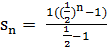 sₙ = 1((1/2)ⁿ−1) / (1/2−1)